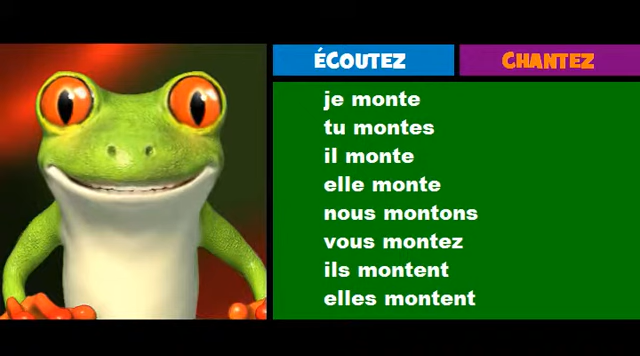 ÉCOUTEZ
CHANTEZ
je monte
tu montes
il monte
elle monte
nous montons
vous montez
ils montent
elles montent